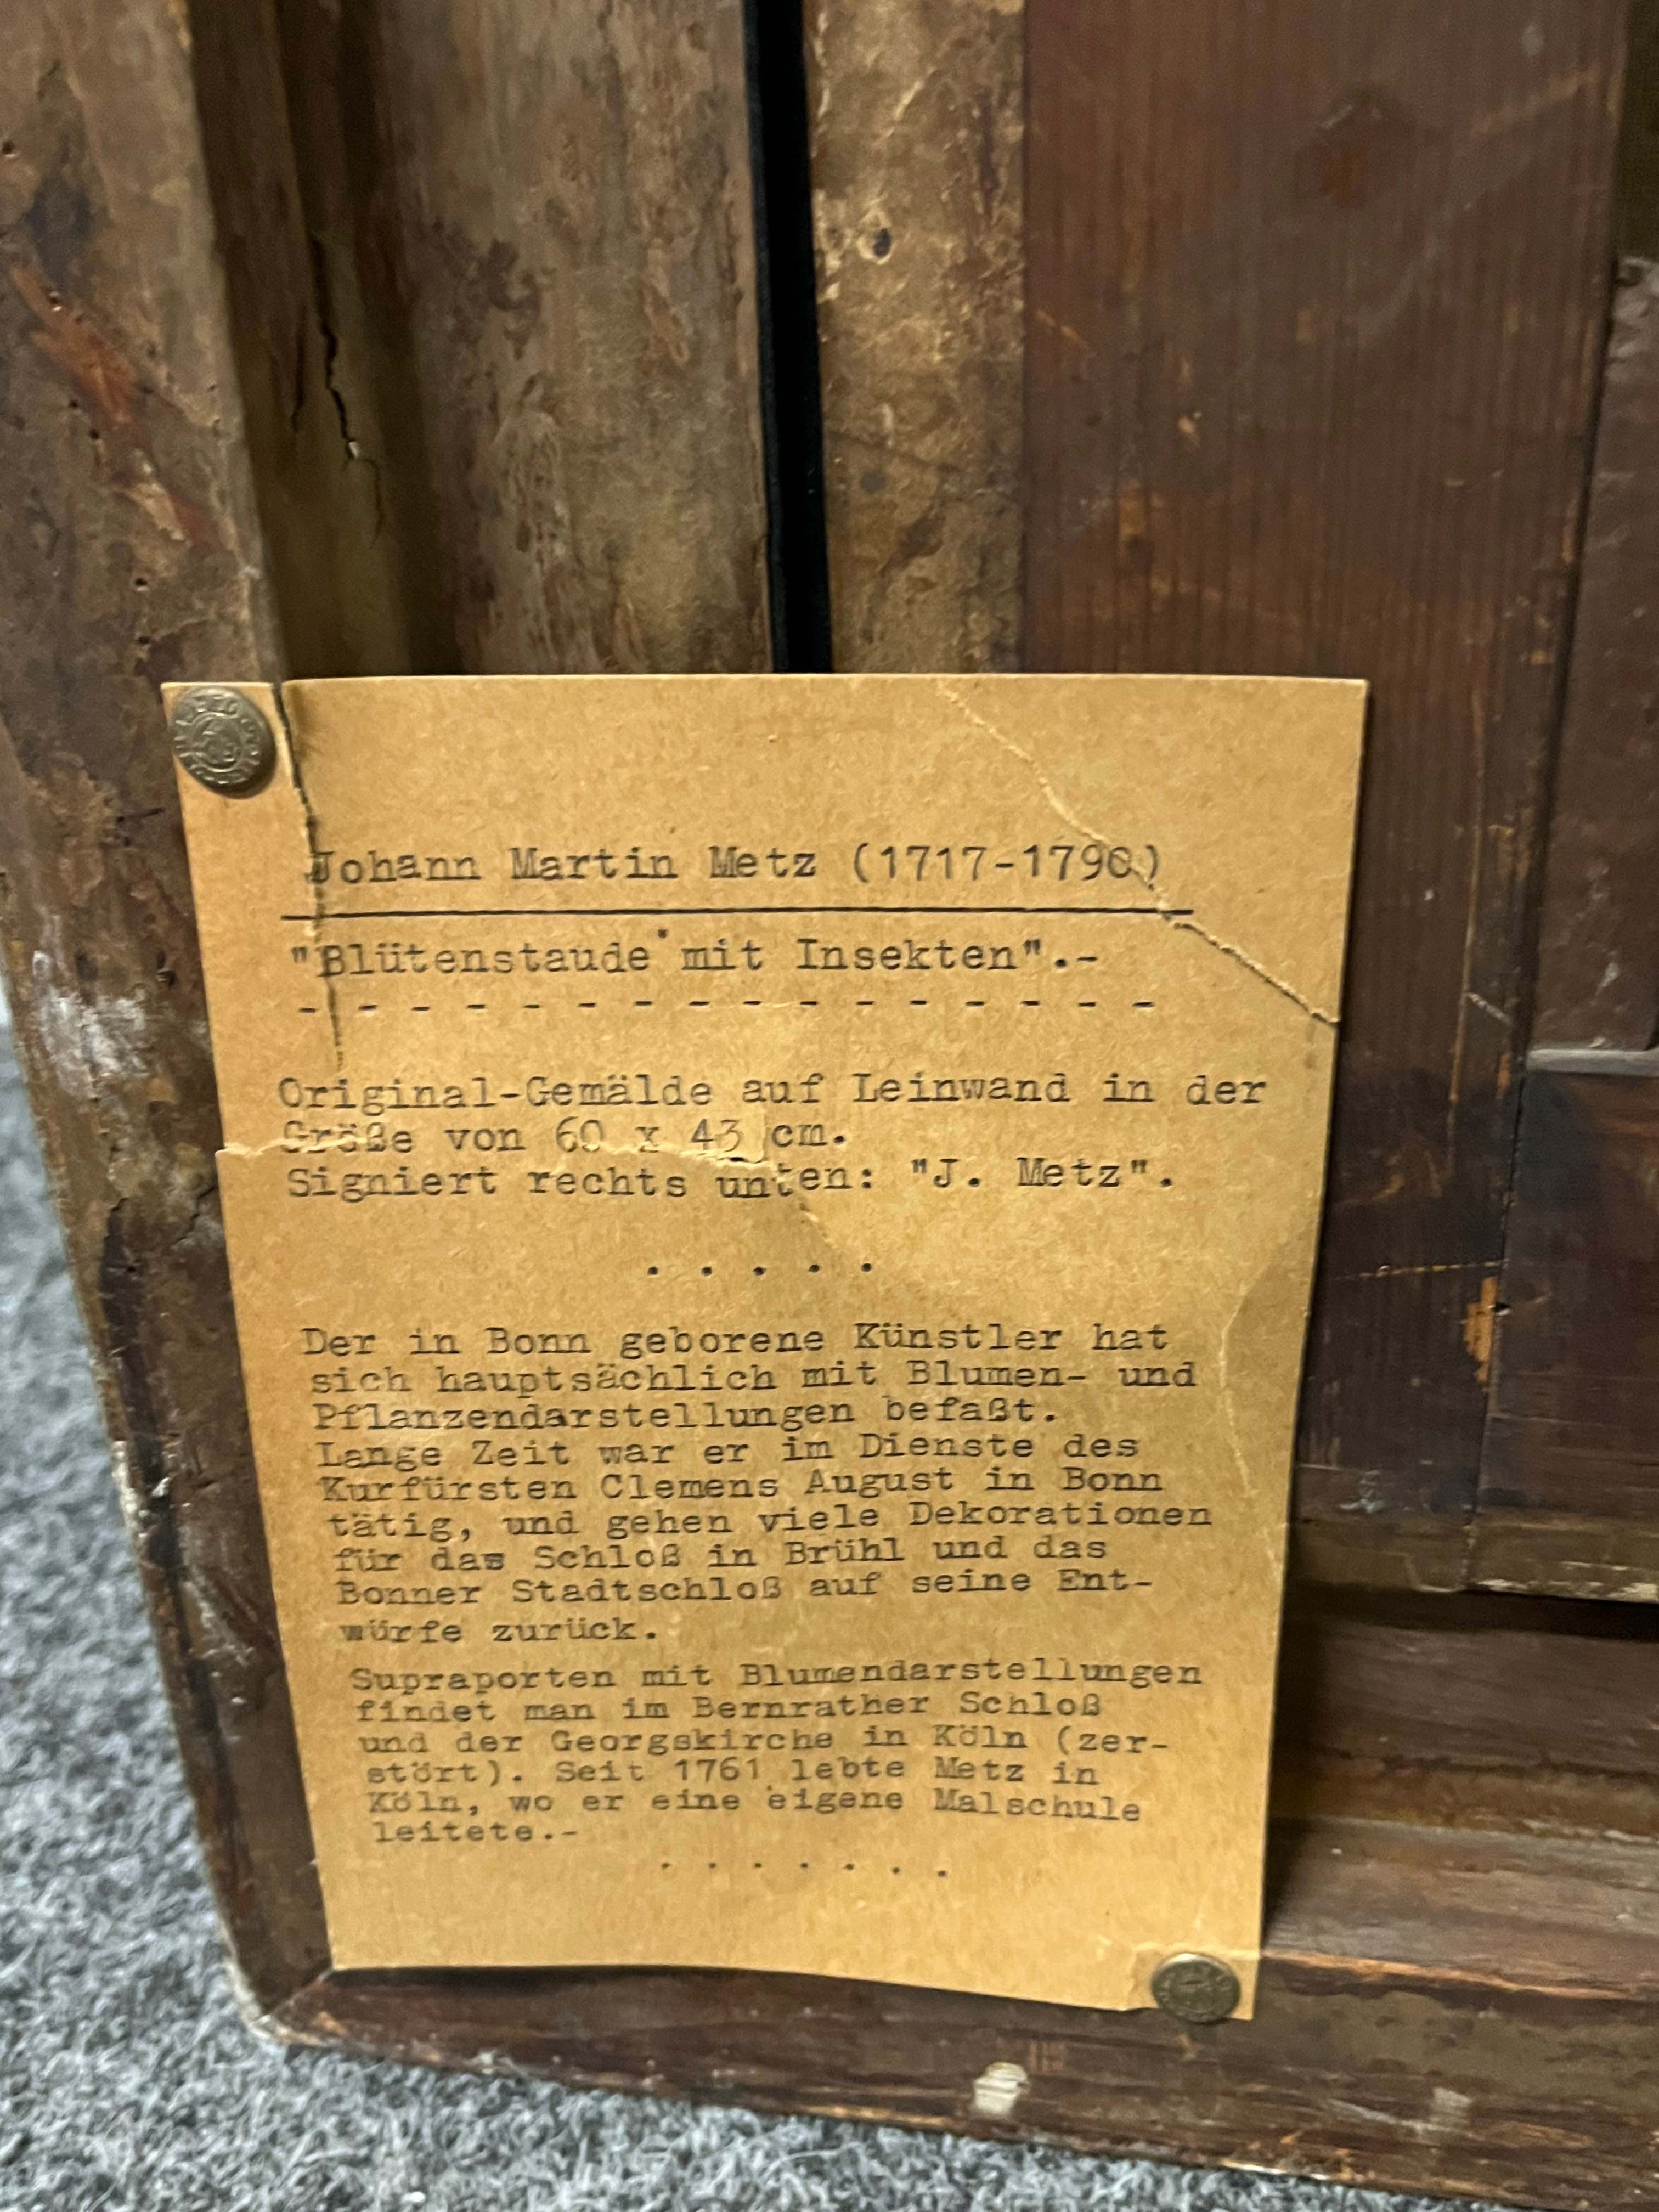 Johann Martin Metz (1717-1790)
"Blütenstaude mit Insekten".-
- - - - - - - - - - - - - - - -
Original-Gemälde auf Leinwand in der
Größe von 60 x 43 cm.
Signiert rechts unten: "J. Metz".
. . . . .
Der in Bonn geborene Künstler hat
sich hauptsächlich mit Blumen- und
Pflanzendarstellungen befaßt.
Lange Zeit war er im Dienste des
Kurfürsten Clemens August in Bonn
tätig, und gehen viele Dekorationen
für das Schloß in Brühl und das
Bonner Stadtschloß auf seine Ent-
würfe zurück.
Supraporten mit Blumendarstellungen
findet man im Bernrather Schloß
und der Georgskirche in Köln (zer-
stört). Seit 1761 lebte Metz in
Köln, wo er eine eigene Malschule
leitete.-
. . . . . . .